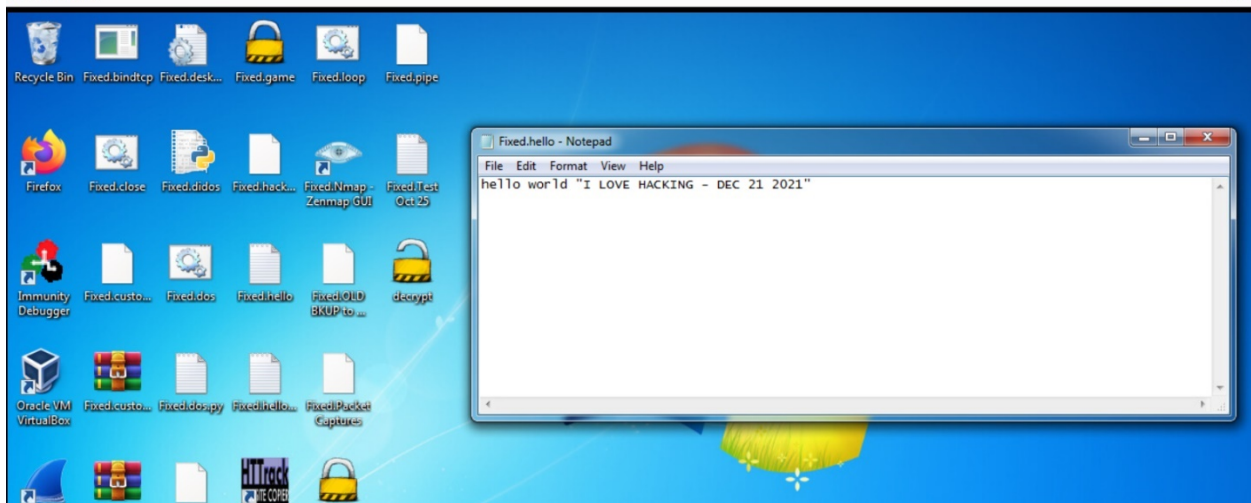 Recycle Bin Fixed.bindtcp Fixed.desk... Fixed.game Fixed.loop Fixed.pipe
Fixed.hello - Notepad
File Edit Format View Help
hello world "I LOVE HACKING - DEC 21 2021"
Firefox Fixed.close Fixed.didos Fixed.hack... Fixed.Nmap - Zenmap GUI Fixed.Test Oct 25
Immunity Debugger Fixed.custo... Fixed.dos Fixed.hello Fixed.OLD BKUP to ... decrypt
Oracle VM VirtualBox Fixed.custo... Fixed.dos.py Fixed.hello... Fixed.Packet Captures
HTTrack
SITE COPIER